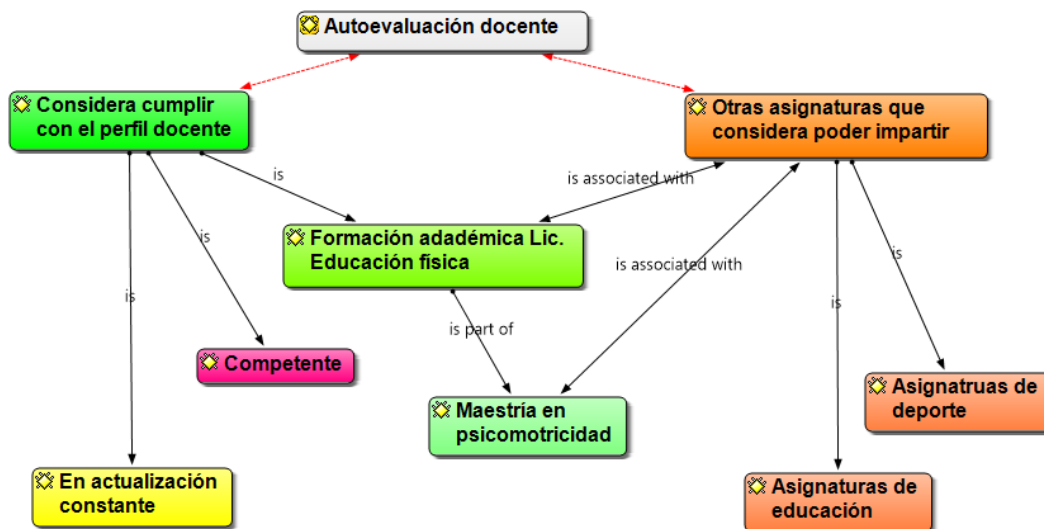 Autoevaluación docente
Considera cumplir
con el perfil docente
Otras asignaturas que
considera poder impartir
is
is associated with
Formación adadémica Lic.
Educación física
is
is associated with
is
is
is
is part of
Competente
Asignatruas de
deporte
Maestría en
psicomotricidad
En actualización
constante
Asignaturas de
educación